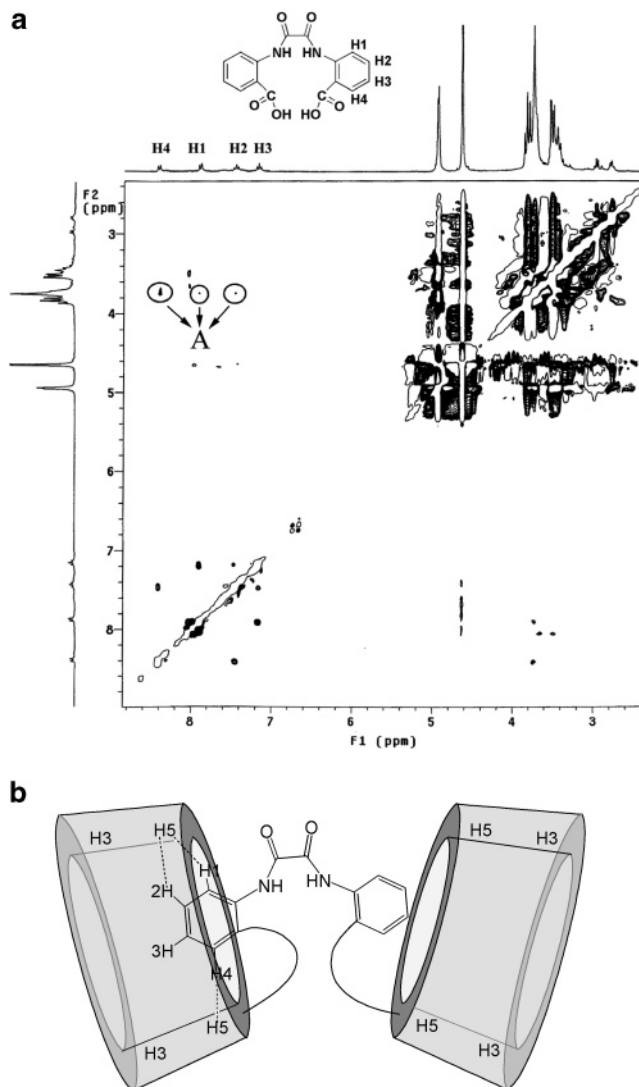 a
O O
NH HN H1
H2
H3
H4
O C OH HO C O
H4 H1 H2 H3
F2
(ppm)
3
4
5
6
7
8
A
8 7 6 5 4 3
F1 (ppm)
b
H3 H5 O O H5 H3
H1
2H NH HN
3H
H4
H5 H5
H3 H3